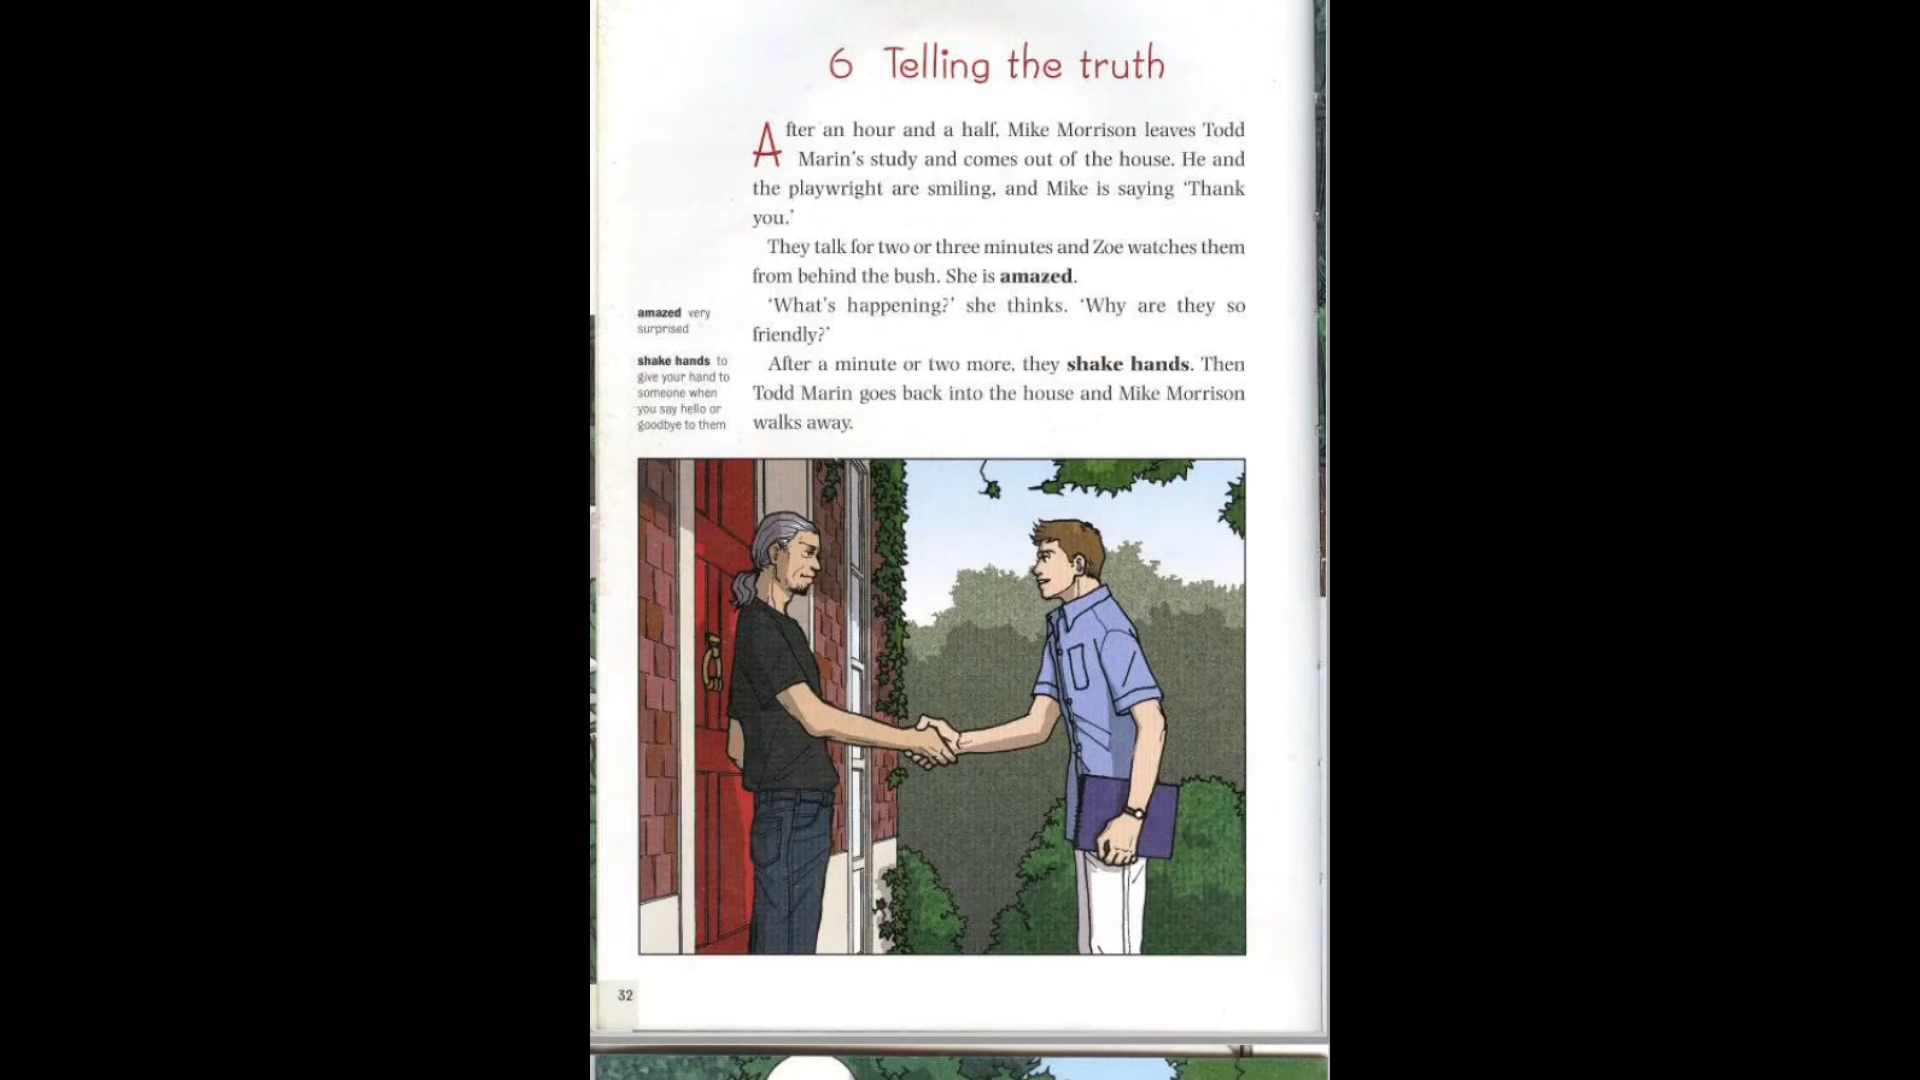 6 Telling the truth
After an hour and a half, Mike Morrison leaves Todd
Marin's study and comes out of the house. He and
the playwright are smiling, and Mike is saying ‘Thank
you.’
They talk for two or three minutes and Zoe watches them
from behind the bush. She is amazed.
‘What's happening?’ she thinks. ‘Why are they so
friendly?’
After a minute or two more, they shake hands. Then
Todd Marin goes back into the house and Mike Morrison
walks away.
amazed very
surprised
shake hands to
give your hand to
someone when
you say hello or
goodbye to them
32